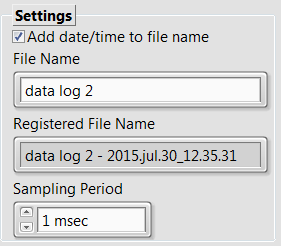 Settings
Add date/time to file name
File Name
data log 2
Registered File Name
data log 2 - 2015.jul.30_12.35.31
Sampling Period
1 msec